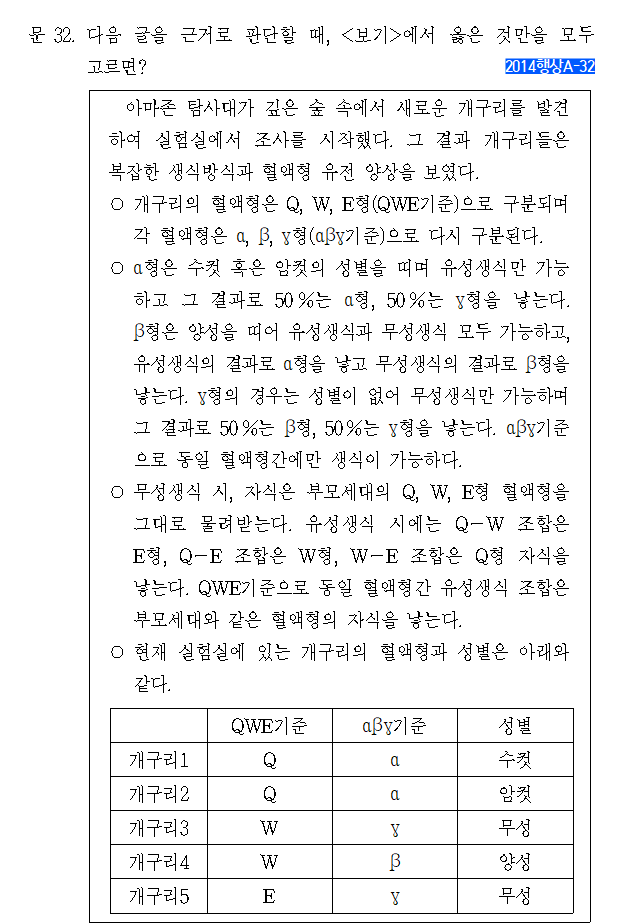 문 32. 다음 글을 근거로 판단할 때, <보기>에서 옳은 것만을 모두
고르면?
2014행상A-32
아마존 탐사대가 깊은 숲 속에서 새로운 개구리를 발견
하여 실험실에서 조사를 시작했다. 그 결과 개구리들은
복잡한 생식방식과 혈액형 유전 양상을 보였다.
○ 개구리의 혈액형은 Q, W, E형(QWE기준)으로 구분되며
각 혈액형은 α, β, ɣ형(αβɣ기준)으로 다시 구분된다.
○ α형은 수컷 혹은 암컷의 성별을 띠며 유성생식만 가능
하고 그 결과로 50%는 α형, 50%는 ɣ형을 낳는다.
β형은 양성을 띠어 유성생식과 무성생식 모두 가능하고,
유성생식의 결과로 α형을 낳고 무성생식의 결과로 β형을
낳는다. ɣ형의 경우는 성별이 없어 무성생식만 가능하며
그 결과로 50%는 β형, 50%는 ɣ형을 낳는다. αβɣ기준
으로 동일 혈액형간에만 생식이 가능하다.
○ 무성생식 시, 자식은 부모세대의 Q, W, E형 혈액형을
그대로 물려받는다. 유성생식 시에는 Q-W 조합은
E형, Q-E 조합은 W형, W-E 조합은 Q형 자식을
낳는다. QWE기준으로 동일 혈액형간 유성생식 조합은
부모세대와 같은 혈액형의 자식을 낳는다.
○ 현재 실험실에 있는 개구리의 혈액형과 성별은 아래와
같다.
QWE기준 αβɣ기준 성별
개구리1 Q α 수컷
개구리2 Q α 암컷
개구리3 W ɣ 무성
개구리4 W β 양성
개구리5 E ɣ 무성